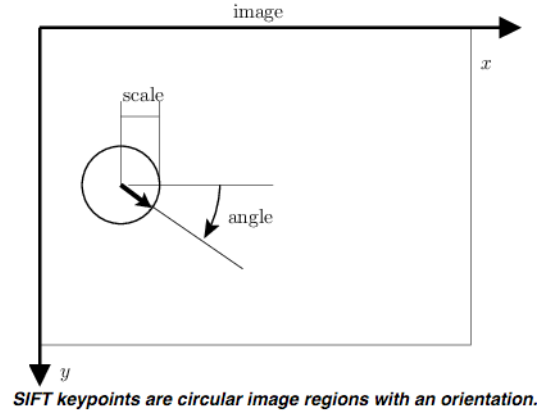 image
x
scale
angle
y
SIFT keypoints are circular image regions with an orientation.